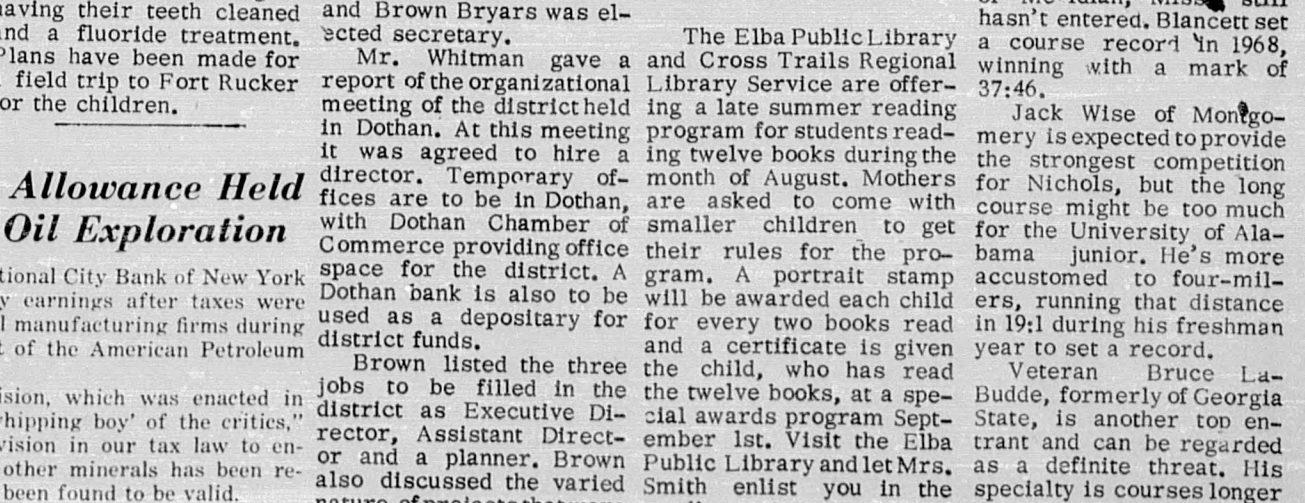 having their teeth cleaned
and a fluoride treatment.
Plans have been made for
field trip to Fort Rucker
for the children.
Allowance Held
Oil Exploration
tional City Bank of New York
y earnings after taxes were
l manufacturing firms during
t of the American Petroleum
ision, which was enacted in
whipping boy' of the critics,"
vision in our tax law to en-
other minerals has been re-
been found to be valid.
and Brown Bryars was el-
ected secretary.
Mr. Whitman gave a
report of the organizational
meeting of the district held
in Dothan. At this meeting
it was agreed to hire a
director. Temporary of-
fices are to be in Dothan,
with Dothan Chamber of
Commerce providing office
space for the district. A
Dothan bank is also to be
used as a depositary for
district funds.
Brown listed the three
jobs to be filled in the
district as Executive Di-
rector, Assistant Direct-
or and a planner. Brown
also discussed the varied
nature of projects that were
The Elba Public Library
and Cross Trails Regional
Library Service are offer-
ing a late summer reading
program for students read-
ing twelve books during the
month of August. Mothers
are asked to come with
smaller children to get
their rules for the pro-
gram. A portrait stamp
will be awarded each child
for every two books read
and a certificate is given
the child, who has read
the twelve books, at a spe-
cial awards program Sept-
ember 1st. Visit the Elba
Public Library and let Mrs.
Smith enlist you in the
still
hasn't entered. Blancett set
a course record in 1968,
winning with a mark of
37:46.
Jack Wise of Montgo-
mery is expected to provide
the strongest competition
for Nichols, but the long
course might be too much
for the University of Ala-
bama junior. He's more
accustomed to four-mil-
ers, running that distance
in 19:1 during his freshman
year to set a record.
Veteran Bruce La-
Budde, formerly of Georgia
State, is another top en-
trant and can be regarded
as a definite threat. His
specialty is courses longer